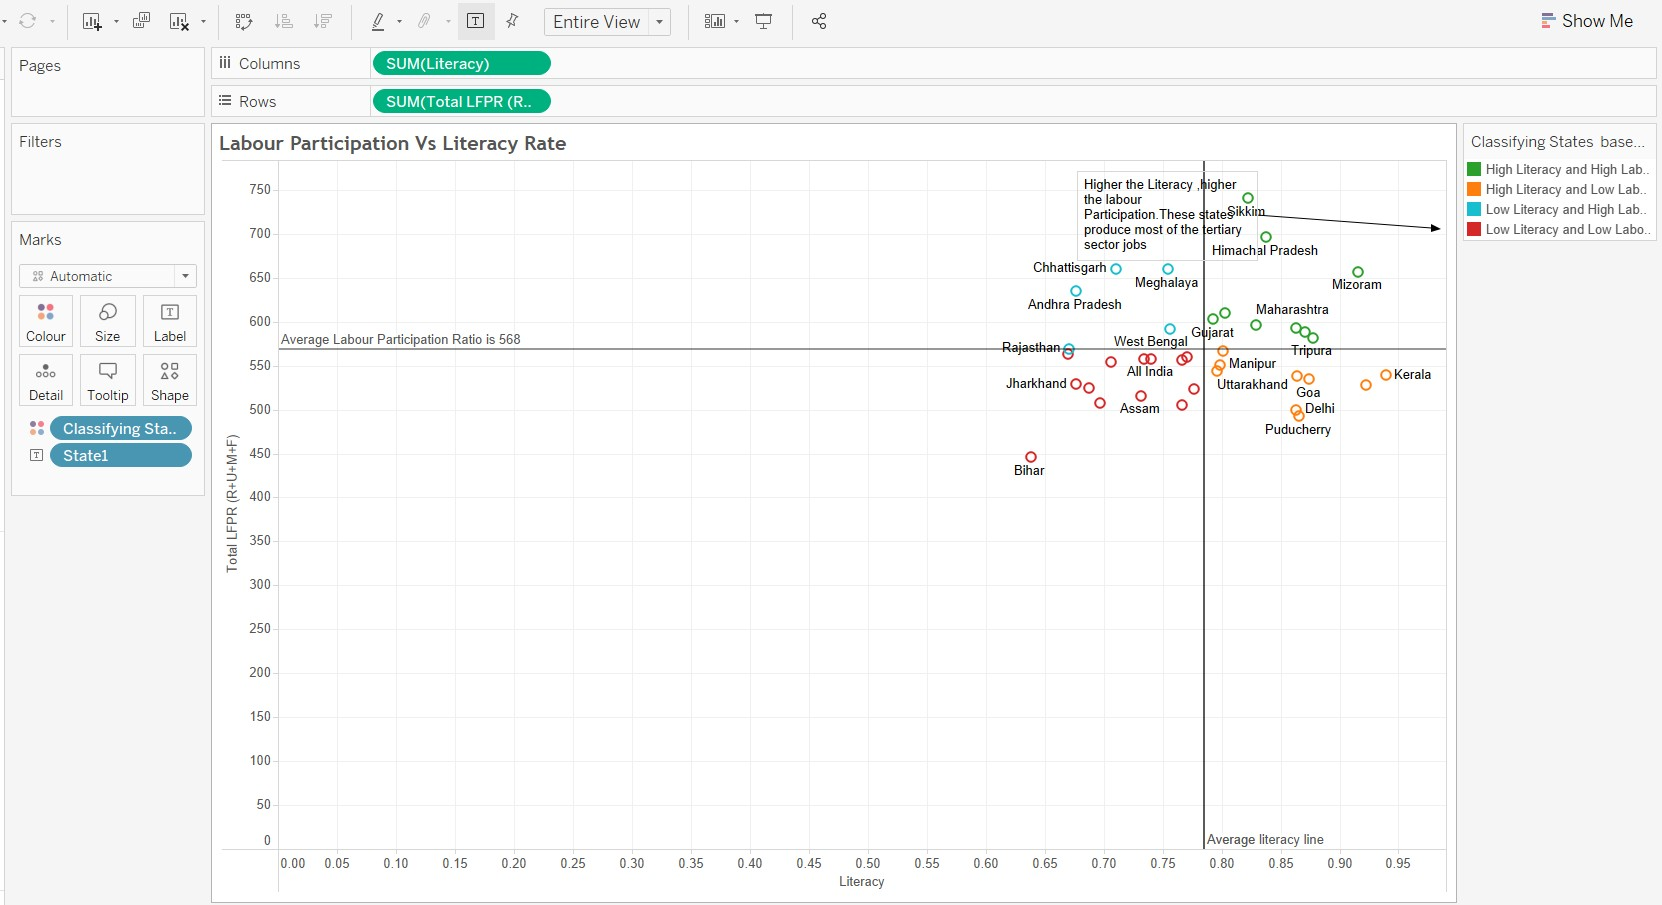 Entire View
Show Me
Pages
Columns
SUM(Literacy)
Rows
SUM(Total LFPR (R..
Filters
Marks
Automatic
Colour
Size
Label
Detail
Tooltip
Shape
Classifying Sta..
State1
Labour Participation Vs Literacy Rate
Higher the Literacy ,higher
the labour
Participation.These states
produce most of the tertiary
sector jobs
Sikkim
Himachal Pradesh
Chhattisgarh
Meghalaya
Mizoram
Andhra Pradesh
Maharashtra
Gujarat
Average Labour Participation Ratio is 568
West Bengal
Rajasthan
Tripura
Manipur
All India
Kerala
Jharkhand
Uttarakhand
Goa
Assam
Delhi
Puducherry
Bihar
Average literacy line
750
700
650
600
550
500
450
400
350
300
250
200
150
100
50
0
Total LFPR (R+U+M+F)
0.00 0.05 0.10 0.15 0.20 0.25 0.30 0.35 0.40 0.45 0.50 0.55 0.60 0.65 0.70 0.75 0.80 0.85 0.90 0.95
Literacy
Classifying States base...
High Literacy and High Lab..
High Literacy and Low Lab..
Low Literacy and High Lab..
Low Literacy and Low Labo..